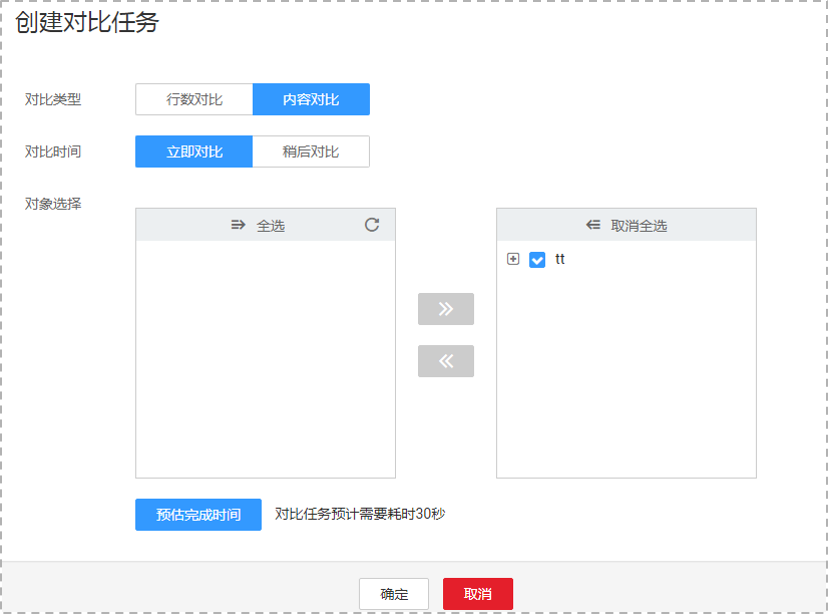 创建对比任务
对比类型 行数对比 内容对比
对比时间 立即对比 稍后对比
对象选择
全选 取消全选
tt
预估完成时间 对比任务预计需要耗时30秒
确定 取消